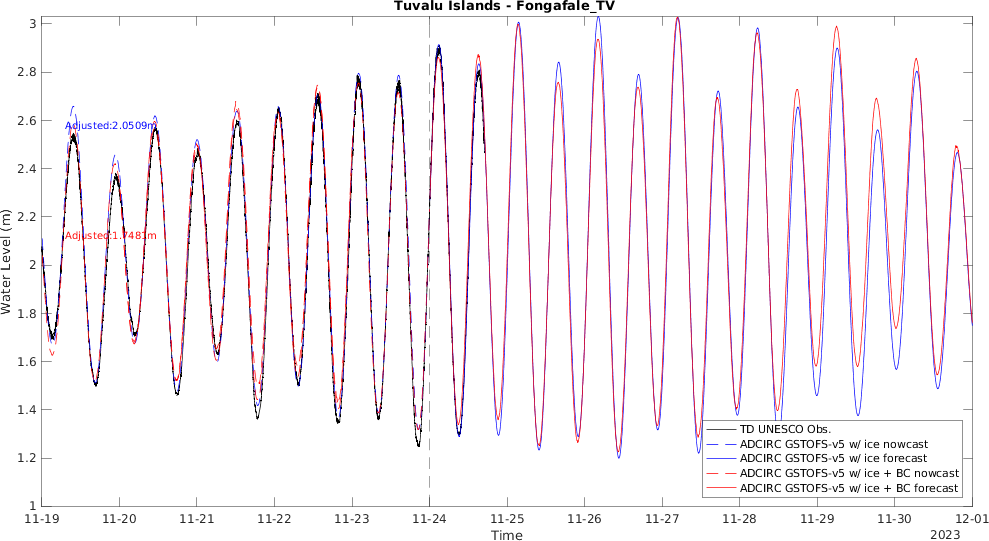 Tuvalu Islands - Fongafale_TV
3
2.8
2.6
2.4
2.2
2
1.8
1.6
1.4
1.2
1
Water Level (m)
Adjusted:2.0509m
Adjusted:1.7481m
TD UNESCO Obs.
ADCIRC GSTOFS-v5 w/ ice nowcast
ADCIRC GSTOFS-v5 w/ ice forecast
ADCIRC GSTOFS-v5 w/ ice + BC nowcast
ADCIRC GSTOFS-v5 w/ ice + BC forecast
11-19 11-20 11-21 11-22 11-23 11-24 11-25 11-26 11-27 11-28 11-29 11-30 12-01
Time
2023